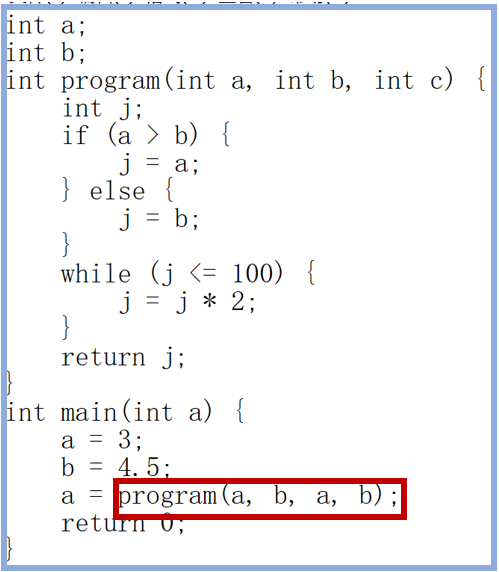 int a;
int b;
int program(int a, int b, int c) {
    int j;
    if (a > b) {
        j = a;
    } else {
        j = b;
    }
    while (j <= 100) {
        j = j * 2;
    }
    return j;
}
int main(int a) {
    a = 3;
    b = 4.5;
    a = program(a, b, a, b);
    return 0;
}